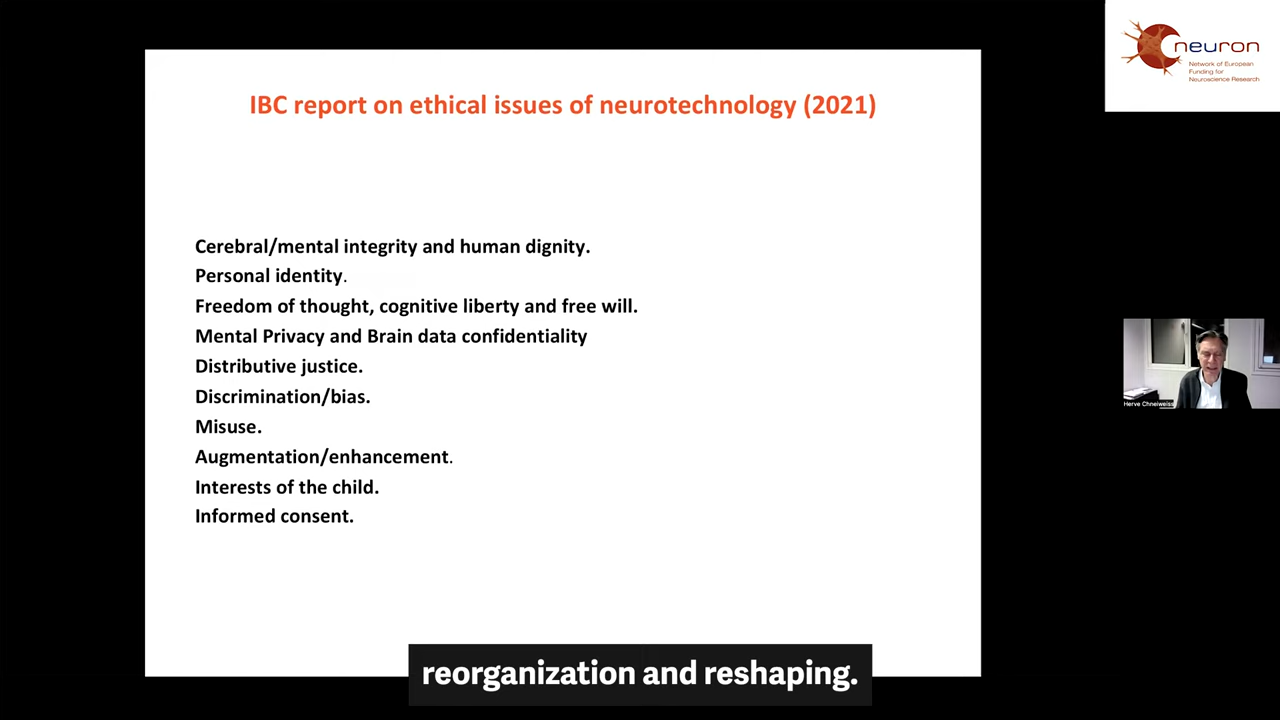 neuron
Network of European
Funding for
Neuroscience Research
IBC report on ethical issues of neurotechnology (2021)
Cerebral/mental integrity and human dignity.
Personal identity.
Freedom of thought, cognitive liberty and free will.
Mental Privacy and Brain data confidentiality
Distributive justice.
Discrimination/bias.
Misuse.
Augmentation/enhancement.
Interests of the child.
Informed consent.
Herve Chneiweiss
reorganization and reshaping.